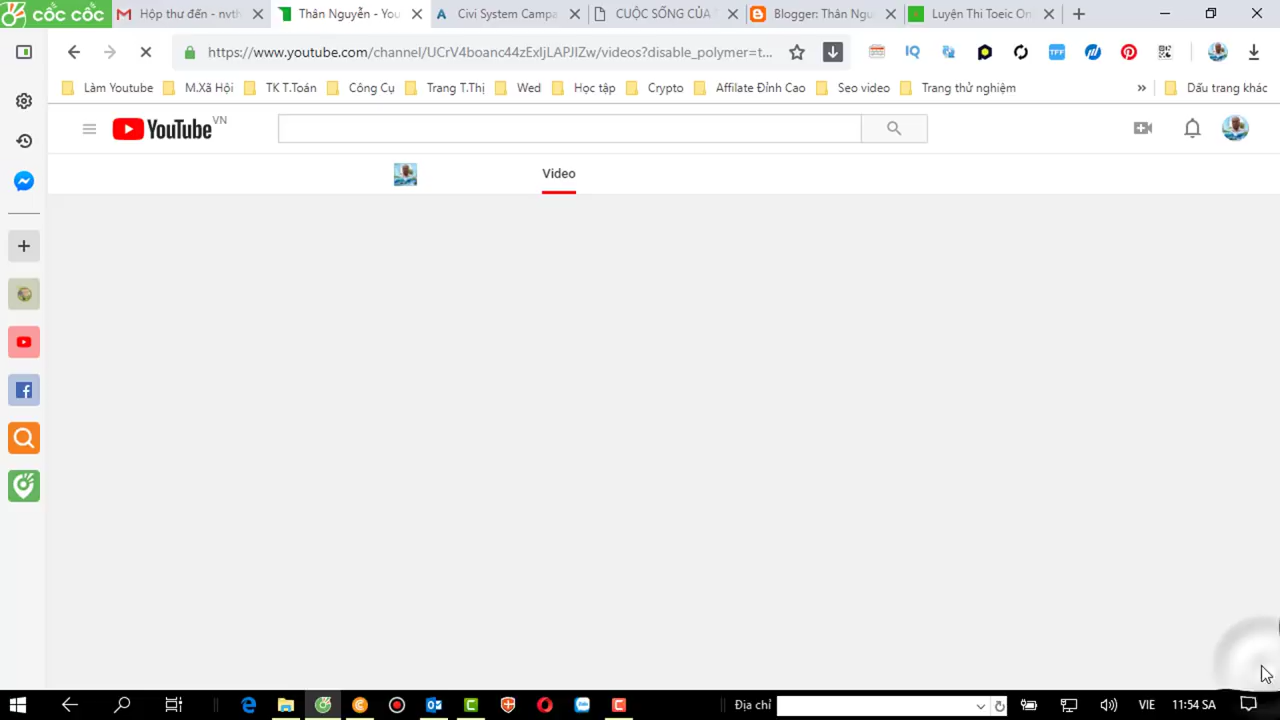 cốc cốc
Hộp thư đến - nvth
Thân Nguyễn - You
Civi System Campa
CUỘC SỐNG CỦA
Blogger: Thân Ngu
Luyện Thi Toeic On
https://www.youtube.com/channel/UCrV4boanc44zExIjLAPJIZw/videos?disable_polymer=t...
IQ
TFF
Làm Youtube
M.Xã Hội
TK T.Toán
Công Cụ
Trang T.Thị
Wed
Học tập
Crypto
Affilate Đỉnh Cao
Seo video
Trang thử nghiệm
»
Dấu trang khác
YouTube VN
Video
Địa chỉ
VIE
11:54 SA